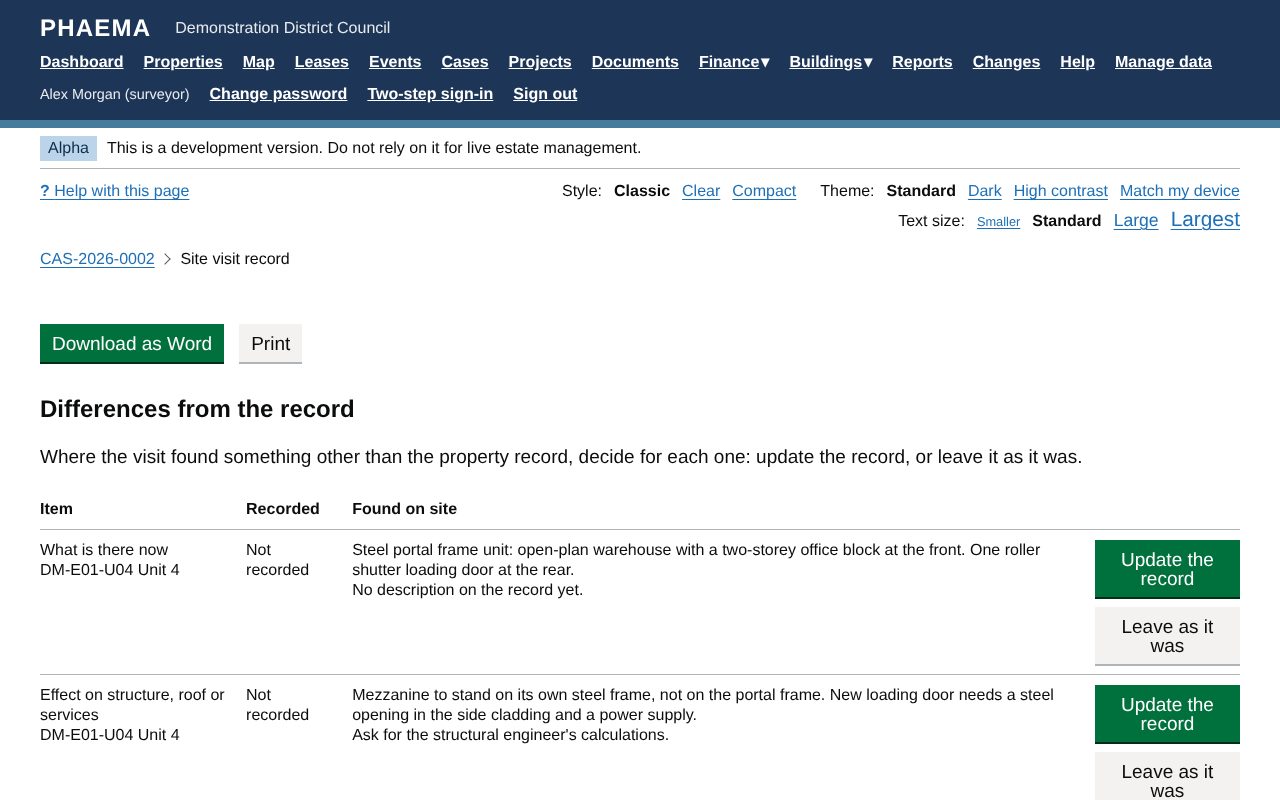 PHAEMA Demonstration District Council
Dashboard Properties Map Leases Events Cases Projects Documents Finance▾ Buildings▾ Reports Changes Help Manage data
Alex Morgan (surveyor) Change password Two-step sign-in Sign out
Alpha This is a development version. Do not rely on it for live estate management.
? Help with this page Style: Classic Clear Compact Theme: Standard Dark High contrast Match my device
Text size: Smaller Standard Large Largest
CAS-2026-0002 > Site visit record
Download as Word Print
Differences from the record
Where the visit found something other than the property record, decide for each one: update the record, or leave it as it was.
Item Recorded Found on site
What is there now
DM-E01-U04 Unit 4
Not
recorded
Steel portal frame unit: open-plan warehouse with a two-storey office block at the front. One roller
shutter loading door at the rear.
No description on the record yet.
Update the
record
Leave as it
was
Effect on structure, roof or
services
DM-E01-U04 Unit 4
Not
recorded
Mezzanine to stand on its own steel frame, not on the portal frame. New loading door needs a steel
opening in the side cladding and a power supply.
Ask for the structural engineer's calculations.
Update the
record
Leave as it
was